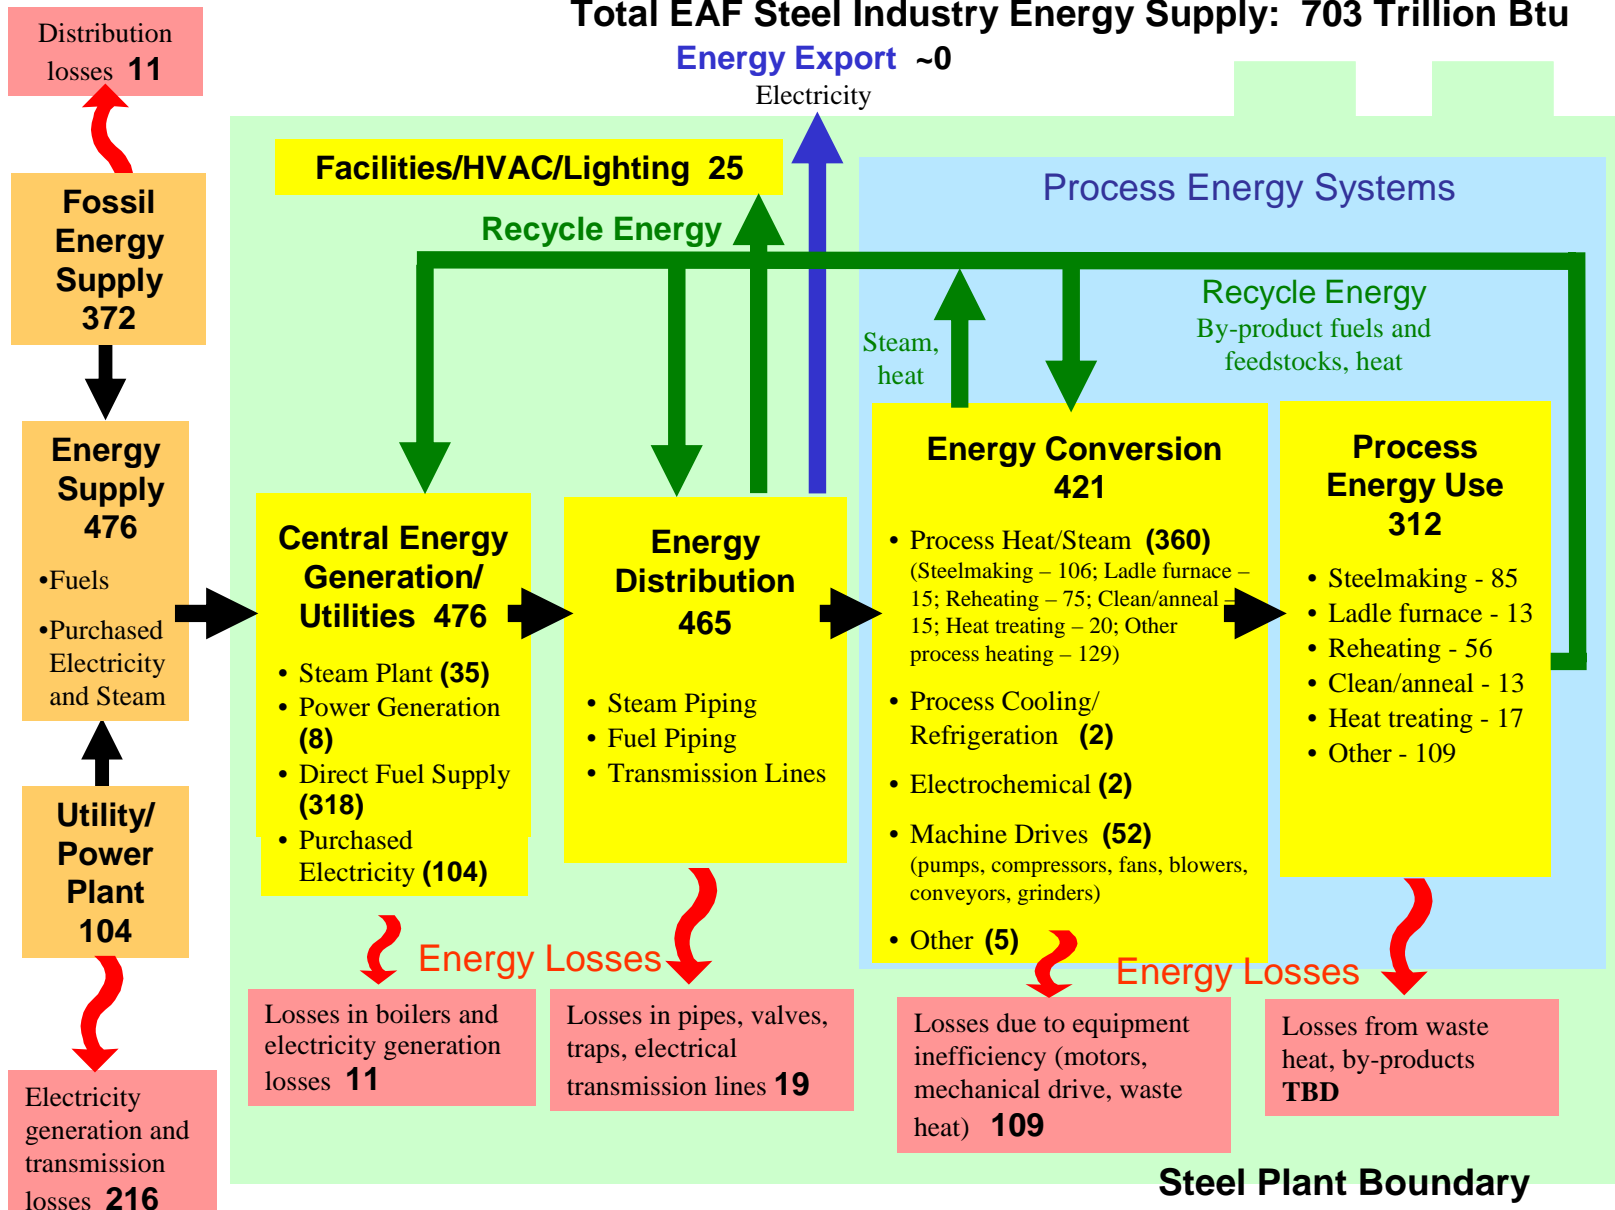 Total EAF Steel Industry Energy Supply: 703 Trillion Btu
Distribution
losses 11
Energy Export ~0
Electricity
Facilities/HVAC/Lighting 25
Process Energy Systems
Fossil
Energy
Supply
372
Recycle Energy
Recycle Energy
By-product fuels and
feedstocks, heat
Steam,
heat
Energy
Supply
476
•Fuels
•Purchased
Electricity
and Steam
Central Energy
Generation/
Utilities 476
• Steam Plant (35)
• Power Generation
(8)
• Direct Fuel Supply
(318)
• Purchased
Electricity (104)
Energy
Distribution
465
• Steam Piping
• Fuel Piping
• Transmission Lines
Energy Conversion
421
• Process Heat/Steam (360)
(Steelmaking – 106; Ladle furnace –
15; Reheating – 75; Clean/anneal –
15; Heat treating – 20; Other
process heating – 129)
• Process Cooling/
Refrigeration (2)
• Electrochemical (2)
• Machine Drives (52)
(pumps, compressors, fans, blowers,
conveyors, grinders)
• Other (5)
Process
Energy Use
312
• Steelmaking - 85
• Ladle furnace - 13
• Reheating - 56
• Clean/anneal - 13
• Heat treating - 17
• Other - 109
Utility/
Power
Plant
104
Energy Losses
Energy Losses
Losses in boilers and
electricity generation
losses 11
Losses in pipes, valves,
traps, electrical
transmission lines 19
Losses due to equipment
inefficiency (motors,
mechanical drive, waste
heat) 109
Losses from waste
heat, by-products
TBD
Electricity
generation and
transmission
losses 216
Steel Plant Boundary